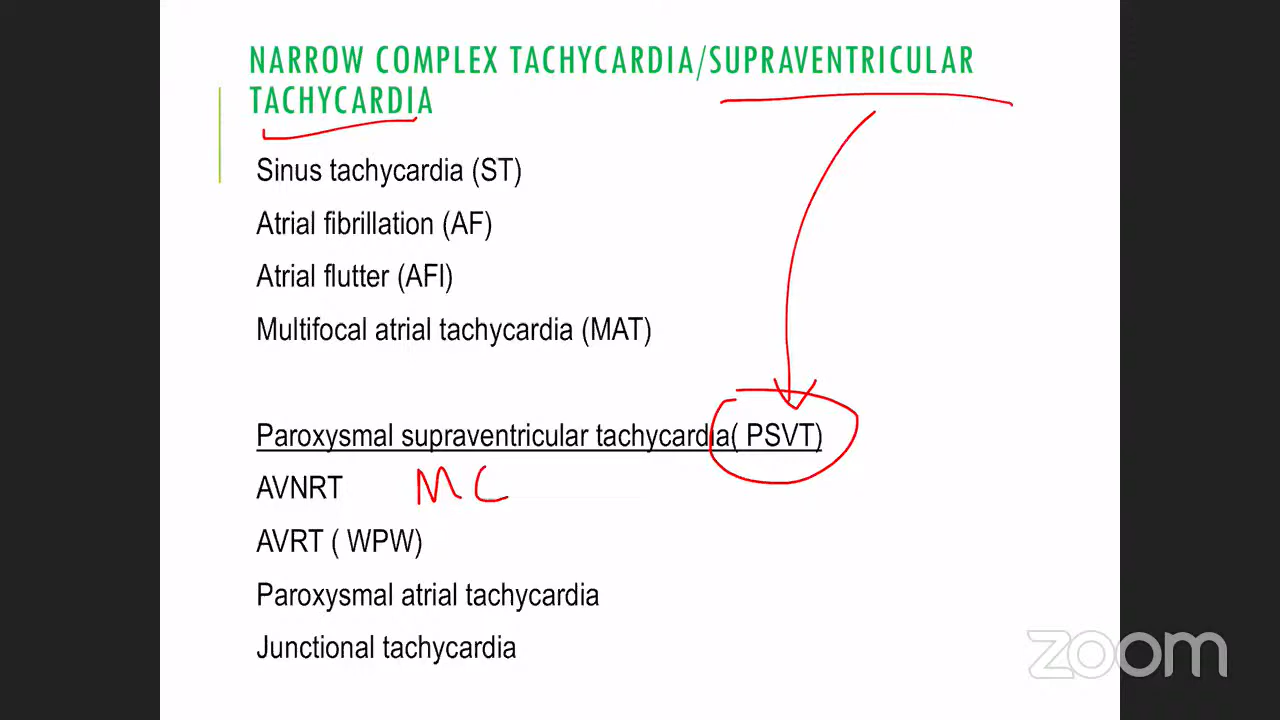 NARROW COMPLEX TACHYCARDIA/SUPRAVENTRICULAR
TACHYCARDIA
Sinus tachycardia (ST)
Atrial fibrillation (AF)
Atrial flutter (AFl)
Multifocal atrial tachycardia (MAT)
Paroxysmal supraventricular tachycardia( PSVT)
AVNRT MC
AVRT ( WPW)
Paroxysmal atrial tachycardia
Junctional tachycardia
zoom